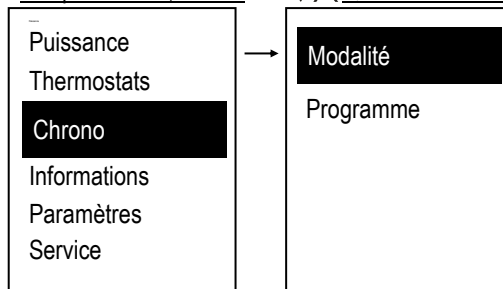 Puissance
Thermostats
Chrono
Informations
Paramètres
Service
Modalité
Programme